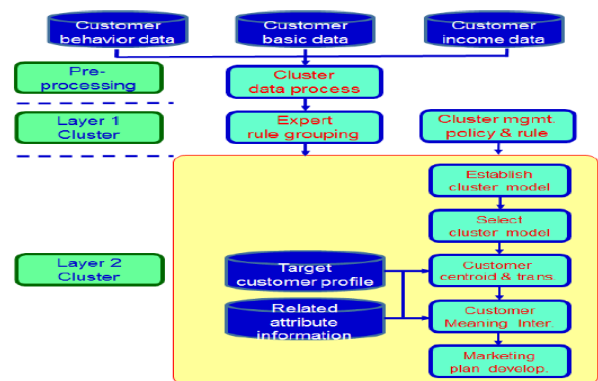 Customer
behavior data
Customer
basic data
Customer
income data
Pre-
processing
Cluster
data process
Layer 1
Cluster
Expert
rule grouping
Cluster mgmt.
policy & rule
Establish
cluster model
Select
cluster model
Layer 2
Cluster
Target
customer profile
Customer
centroid & trans.
Related
attribute
information
Customer
Meaning Inter.
Marketing
plan develop.